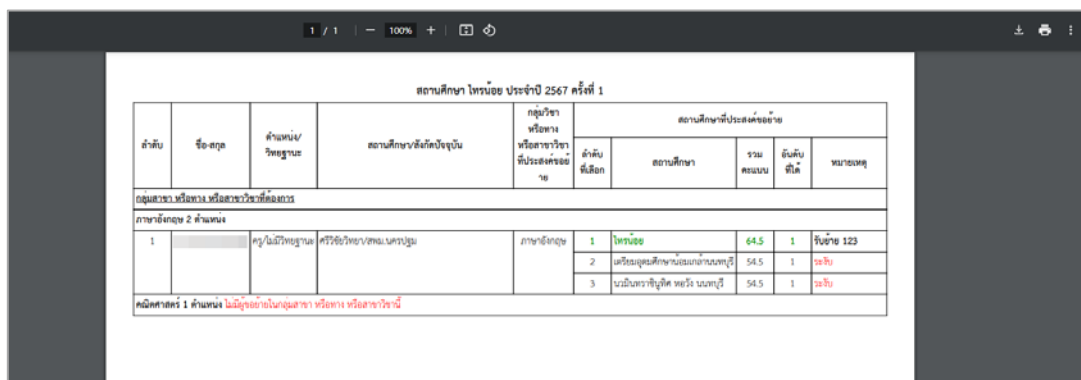 1 / 1 | − 100% + |
สถานศึกษา ไทรน้อย ประจำปี 2567 ครั้งที่ 1
ลำดับ
ชื่อ-สกุล
ตำแหน่ง/
วิทยฐานะ
สถานศึกษา/สังกัดปัจจุบัน
กลุ่มวิชา
หรือทาง
หรือสาขาวิชา
ที่ประสงค์ขอย้
าย
สถานศึกษาที่ประสงค์ขอย้าย
ลำดับ
ที่เลือก
สถานศึกษา
รวม
คะแนน
อันดับ
ที่ได้
หมายเหตุ
กลุ่มสาขา หรือทาง หรือสาขาวิชาที่ต้องการ
ภาษาอังกฤษ 2 ตำแหน่ง
1 ครู/ไม่มีวิทยฐานะ ศรีวิชัยวิทยา/สพม.นครปฐม ภาษาอังกฤษ 1 ไทรน้อย 64.5 1 รับย้าย 123
2 เตรียมอุดมศึกษาน้อมเกล้านนทบุรี 54.5 1 ระงับ
3 นวมินทราชินูทิศ หอวัง นนทบุรี 54.5 1 ระงับ
คณิตศาสตร์ 1 ตำแหน่ง ไม่มีผู้ขอย้ายในกลุ่มสาขา หรือทาง หรือสาขาวิชานี้